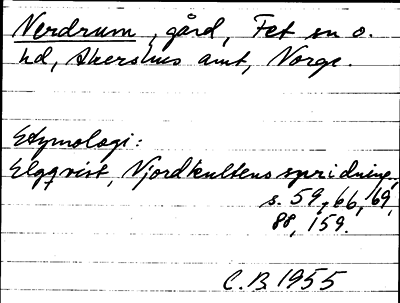 Nerdrum, gård, Fet sn o.
hd, Akershus amt, Norge.
Etymologi:
Elgqvist, Njordkultens spridning,
s. 59, 66, 69,
88, 159.
C.B. 1955